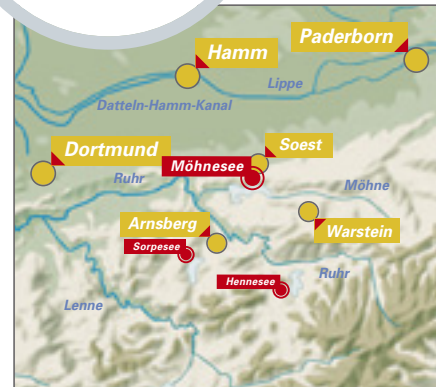 Paderborn
Hamm
Lippe
Datteln-Hamm-Kanal
Soest
Dortmund
Möhnesee
Ruhr
Möhne
Arnsberg
Warstein
Sorpesee
Ruhr
Hennesee
Lenne